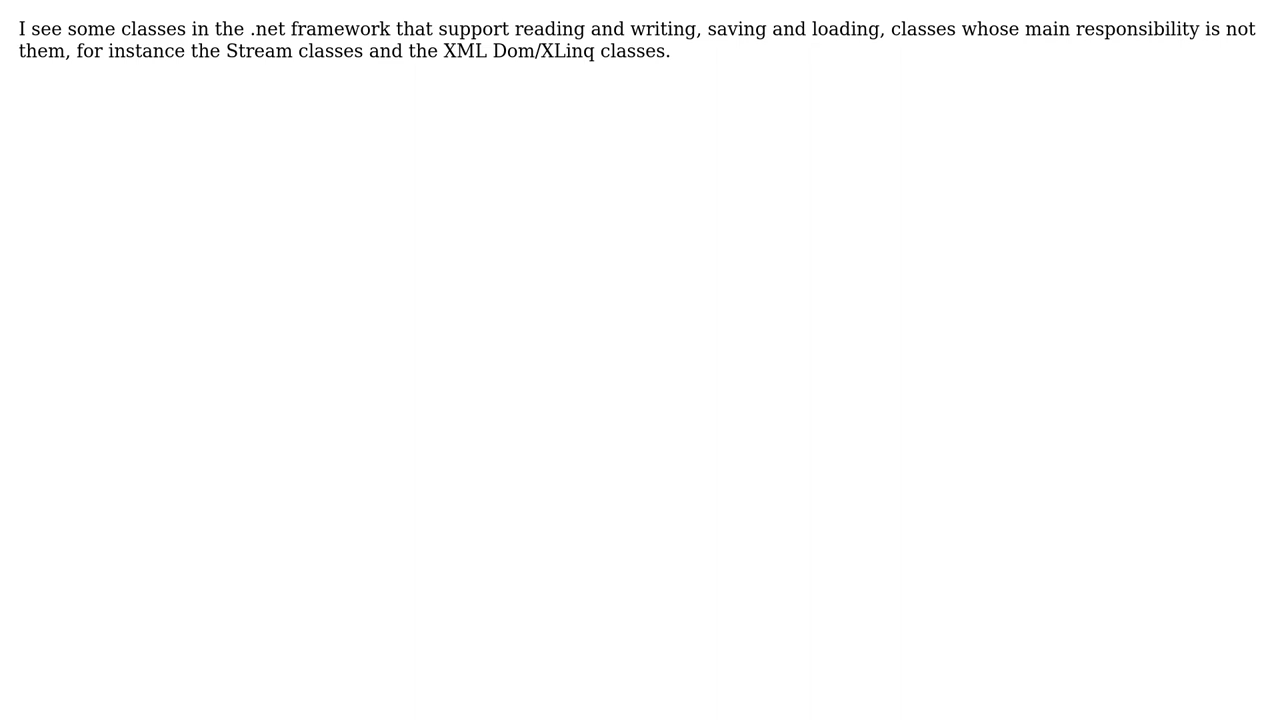 I see some classes in the .net framework that support reading and writing, saving and loading, classes whose main responsibility is not
them, for instance the Stream classes and the XML Dom/XLinq classes.